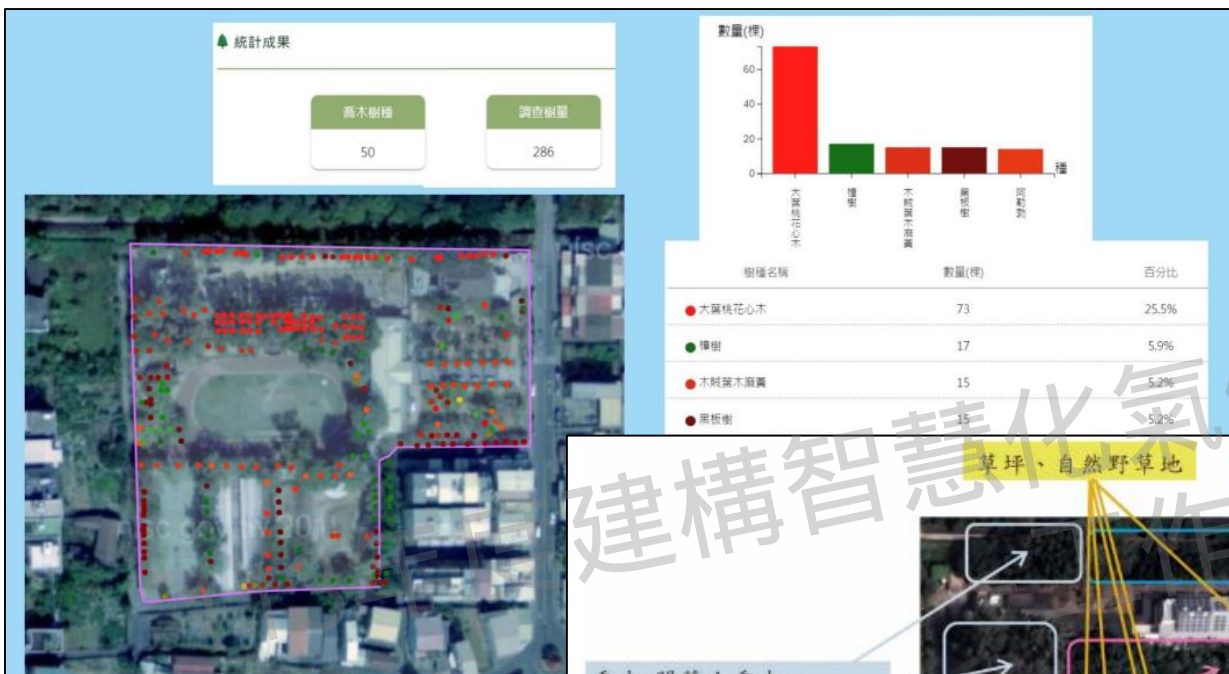 統計成果
喬木樹種
調查樹量
50
286
數量(棵)
60
40
20
0
種
大葉桃花心木
樟樹
木賊葉木麻黃
黑板樹
阿勃勒
樹種名稱 數量(棵) 百分比
大葉桃花心木 73 25.5%
樟樹 17 5.9%
木賊葉木麻黃 15 5.2%
黑板樹 15 5.2%
建構智慧化氣
草坪、自然野草地